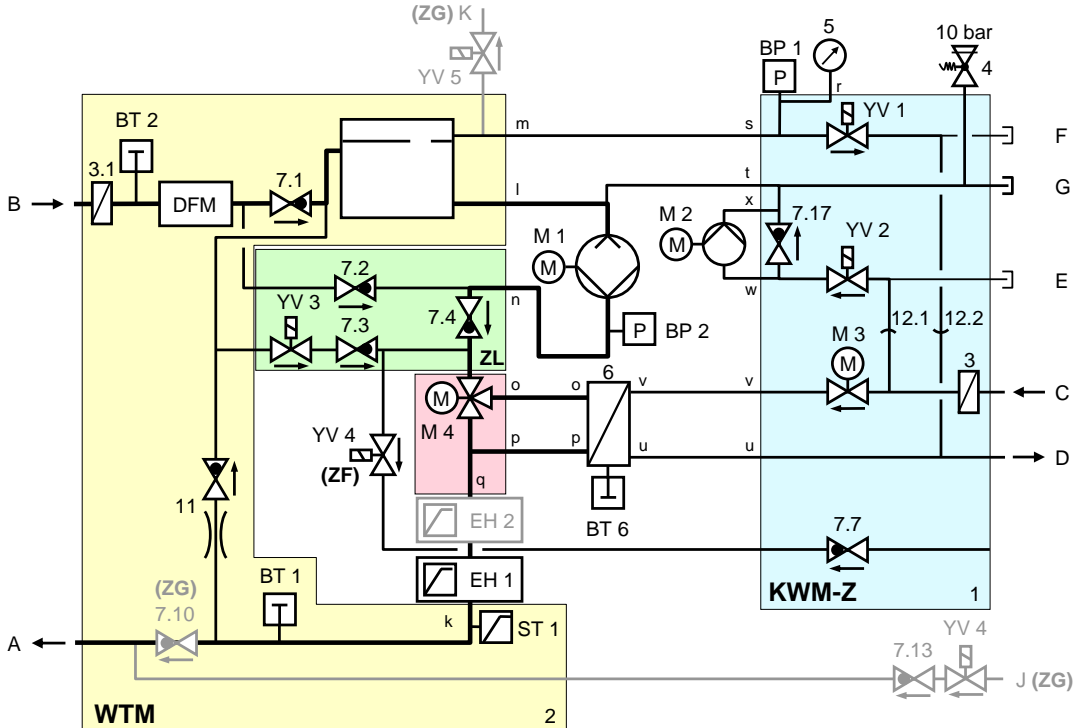 (ZG) K
YV 5
5
10 bar
BP 1
P
4
r
YV 1
BT 2
3.1
m
s
F
7.1
B
DFM
l
t
G
x
M 2
M
7.17
YV 2
M 1
M
7.2
n
w
E
YV 3
7.4
P
BP 2
12.1
12.2
7.3
ZL
M 3
M
3
6
M
o
o
v
v
C
M 4
YV 4
(ZF)
p
p
u
u
D
q
11
EH 2
BT 6
7.7
(ZG)
7.10
BT 1
EH 1
KWM-Z
1
k
ST 1
A
YV 4
7.13
J (ZG)
WTM
2